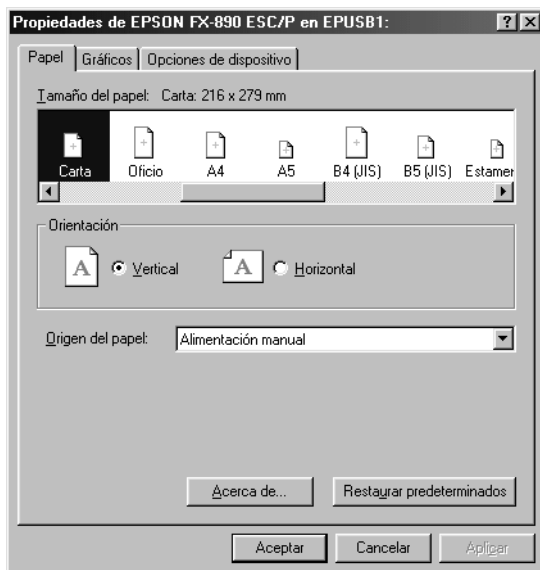 Propiedades de EPSON FX-890 ESC/P en EPUSB1:
Papel Gráficos Opciones de dispositivo
Tamaño del papel: Carta: 216 x 279 mm
Carta Oficio A4 A5 B4 (JIS) B5 (JIS) Estamen
Orientación
A Vertical A Horizontal
Origen del papel: Alimentación manual
Acerca de... Restaurar predeterminados
Aceptar Cancelar Aplicar